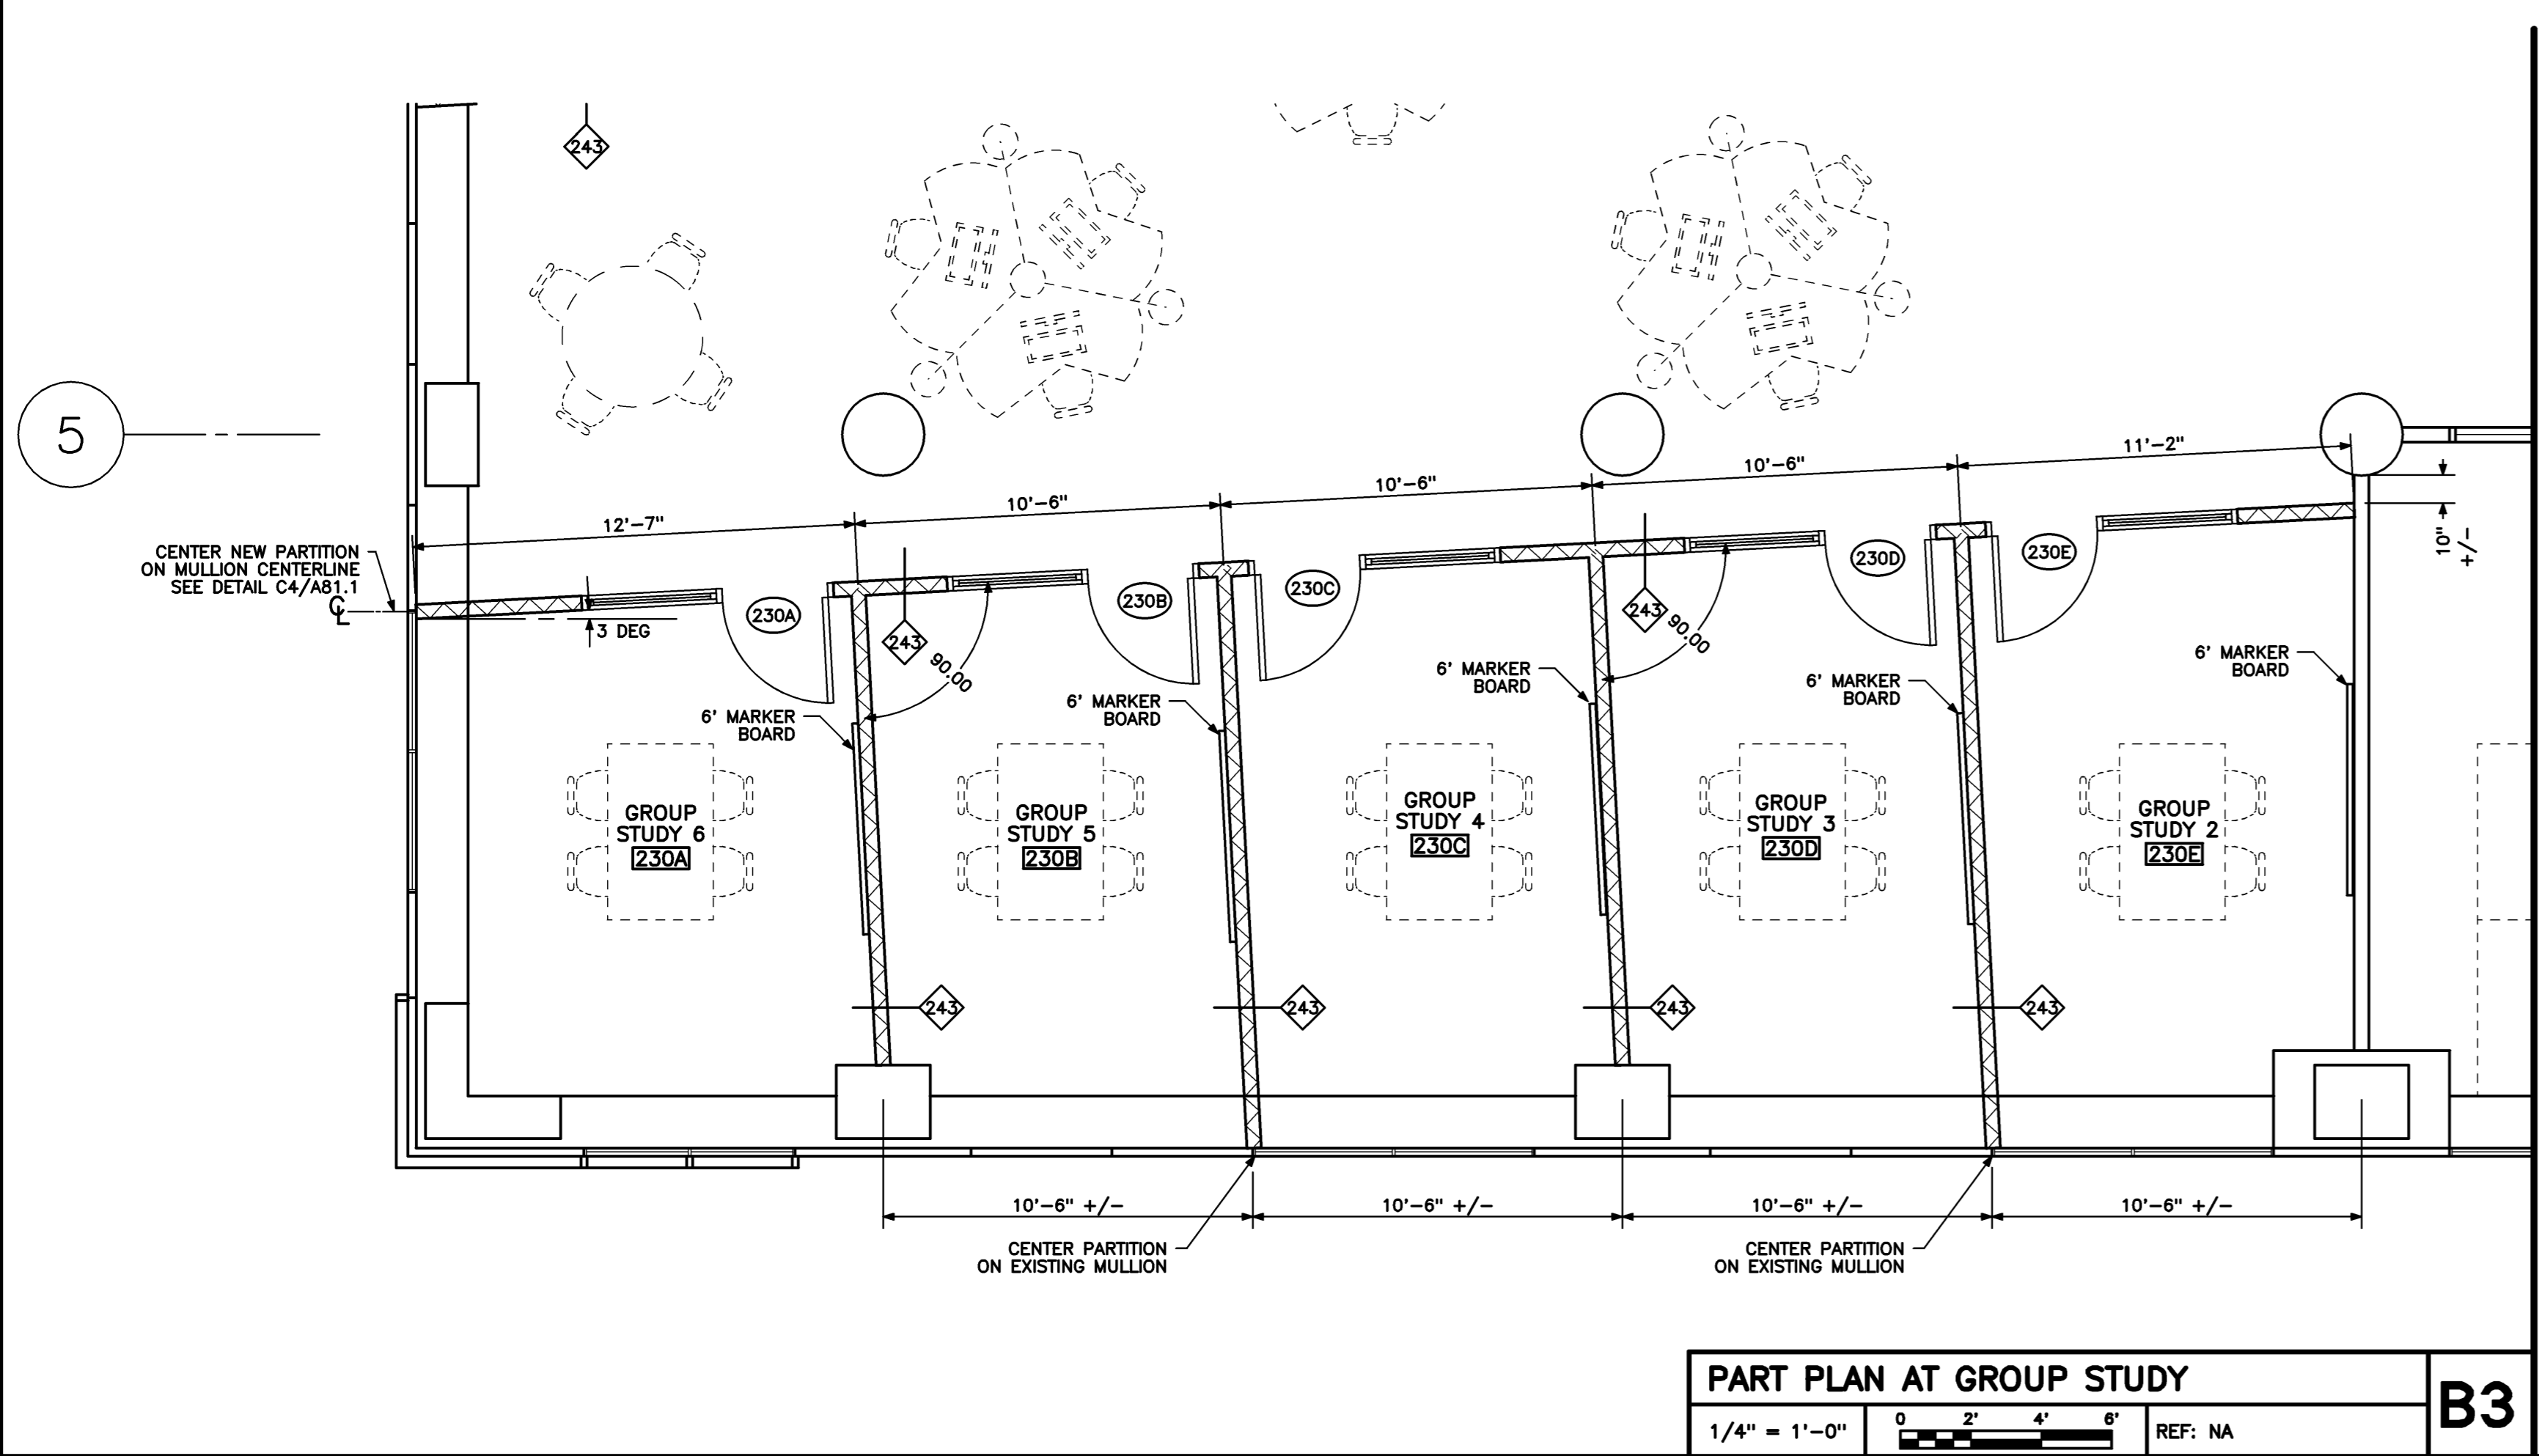 243
5
11'-2"
10'-6"
10'-6"
10'-6"
12'-7"
10"
+/-
CENTER NEW PARTITION
ON MULLION CENTERLINE
SEE DETAIL C4/A81.1
CL
3 DEG
230A
230B
230C
230D
230E
243
90.00
243
90.00
6' MARKER
BOARD
6' MARKER
BOARD
6' MARKER
BOARD
6' MARKER
BOARD
6' MARKER
BOARD
GROUP
STUDY 6
230A
GROUP
STUDY 5
230B
GROUP
STUDY 4
230C
GROUP
STUDY 3
230D
GROUP
STUDY 2
230E
243
243
243
243
10'-6" +/-
10'-6" +/-
10'-6" +/-
10'-6" +/-
CENTER PARTITION
ON EXISTING MULLION
CENTER PARTITION
ON EXISTING MULLION
PART PLAN AT GROUP STUDY
B3
1/4" = 1'-0"
0 2' 4' 6'
REF: NA